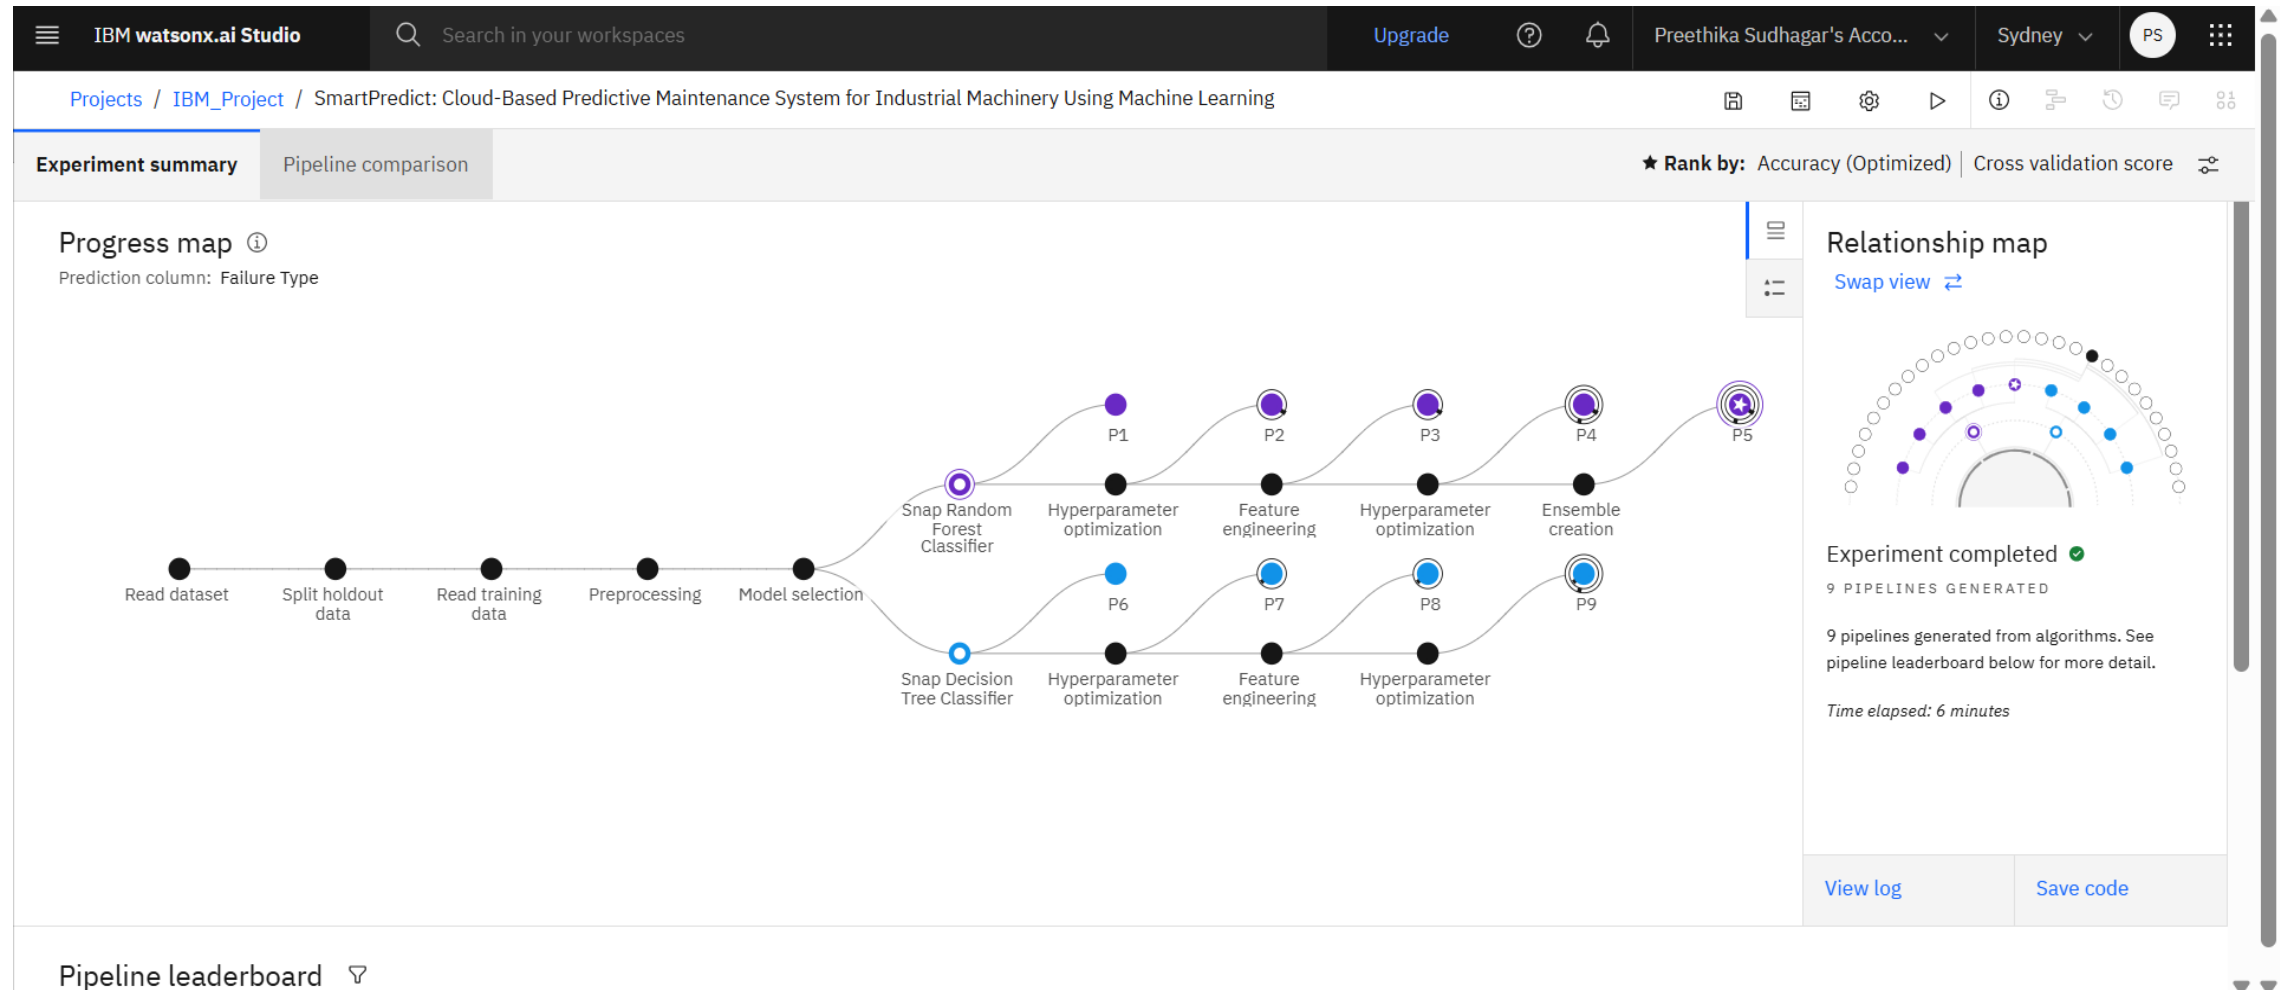 IBM watsonx.ai Studio
Search in your workspaces
Upgrade
Preethika Sudhagar's Acco...
Sydney
PS
Projects / IBM_Project / SmartPredict: Cloud-Based Predictive Maintenance System for Industrial Machinery Using Machine Learning
Experiment summary
Pipeline comparison
Rank by: Accuracy (Optimized) | Cross validation score
Progress map
Prediction column: Failure Type
P1
P2
P3
P4
P5
Snap Random
Forest
Classifier
Hyperparameter
optimization
Feature
engineering
Hyperparameter
optimization
Ensemble
creation
Read dataset
Split holdout
data
Read training
data
Preprocessing
Model selection
P6
P7
P8
P9
Snap Decision
Tree Classifier
Hyperparameter
optimization
Feature
engineering
Hyperparameter
optimization
Relationship map
Swap view
Experiment completed
9 PIPELINES GENERATED
9 pipelines generated from algorithms. See
pipeline leaderboard below for more detail.
Time elapsed: 6 minutes
View log
Save code
Pipeline leaderboard